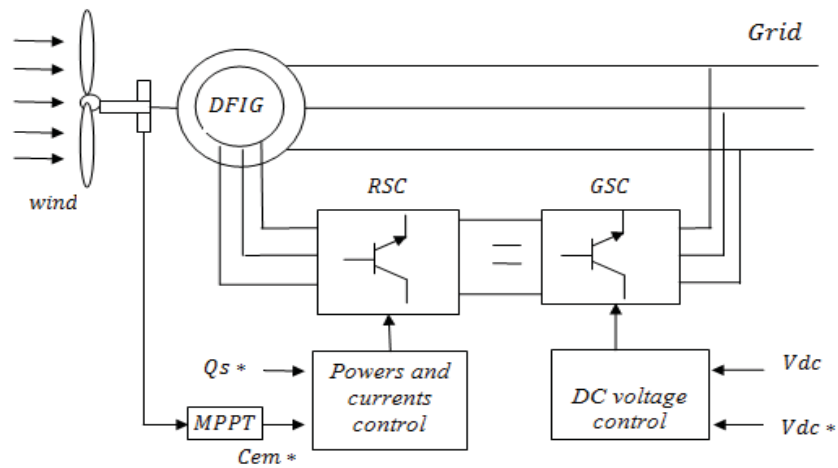 Grid
DFIG
wind
RSC
GSC
Qs *
Powers and
currents
control
MPPT
Cem *
DC voltage
control
Vdc
Vdc *